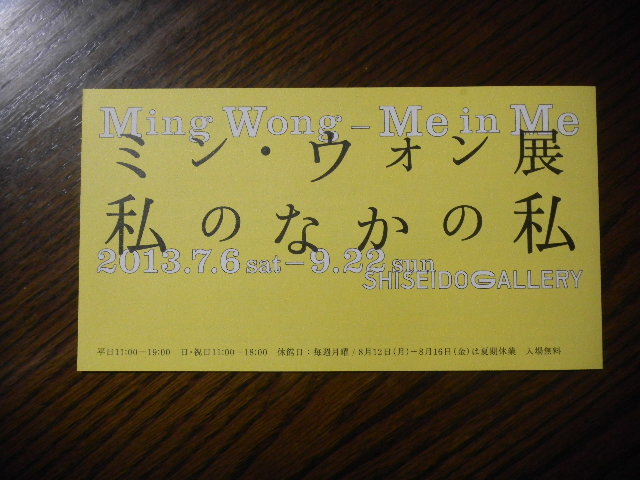 Ming Wong – Me in Me
ミン・ウォン展
私のなかの私
2013.7.6 sat – 9.22 sun
SHISEIDO GALLERY
平日11:00–19:00 日・祝日11:00–18:00 休館日：毎週月曜 / 8月12日(月)–8月16日(金)は夏期休業 入場無料